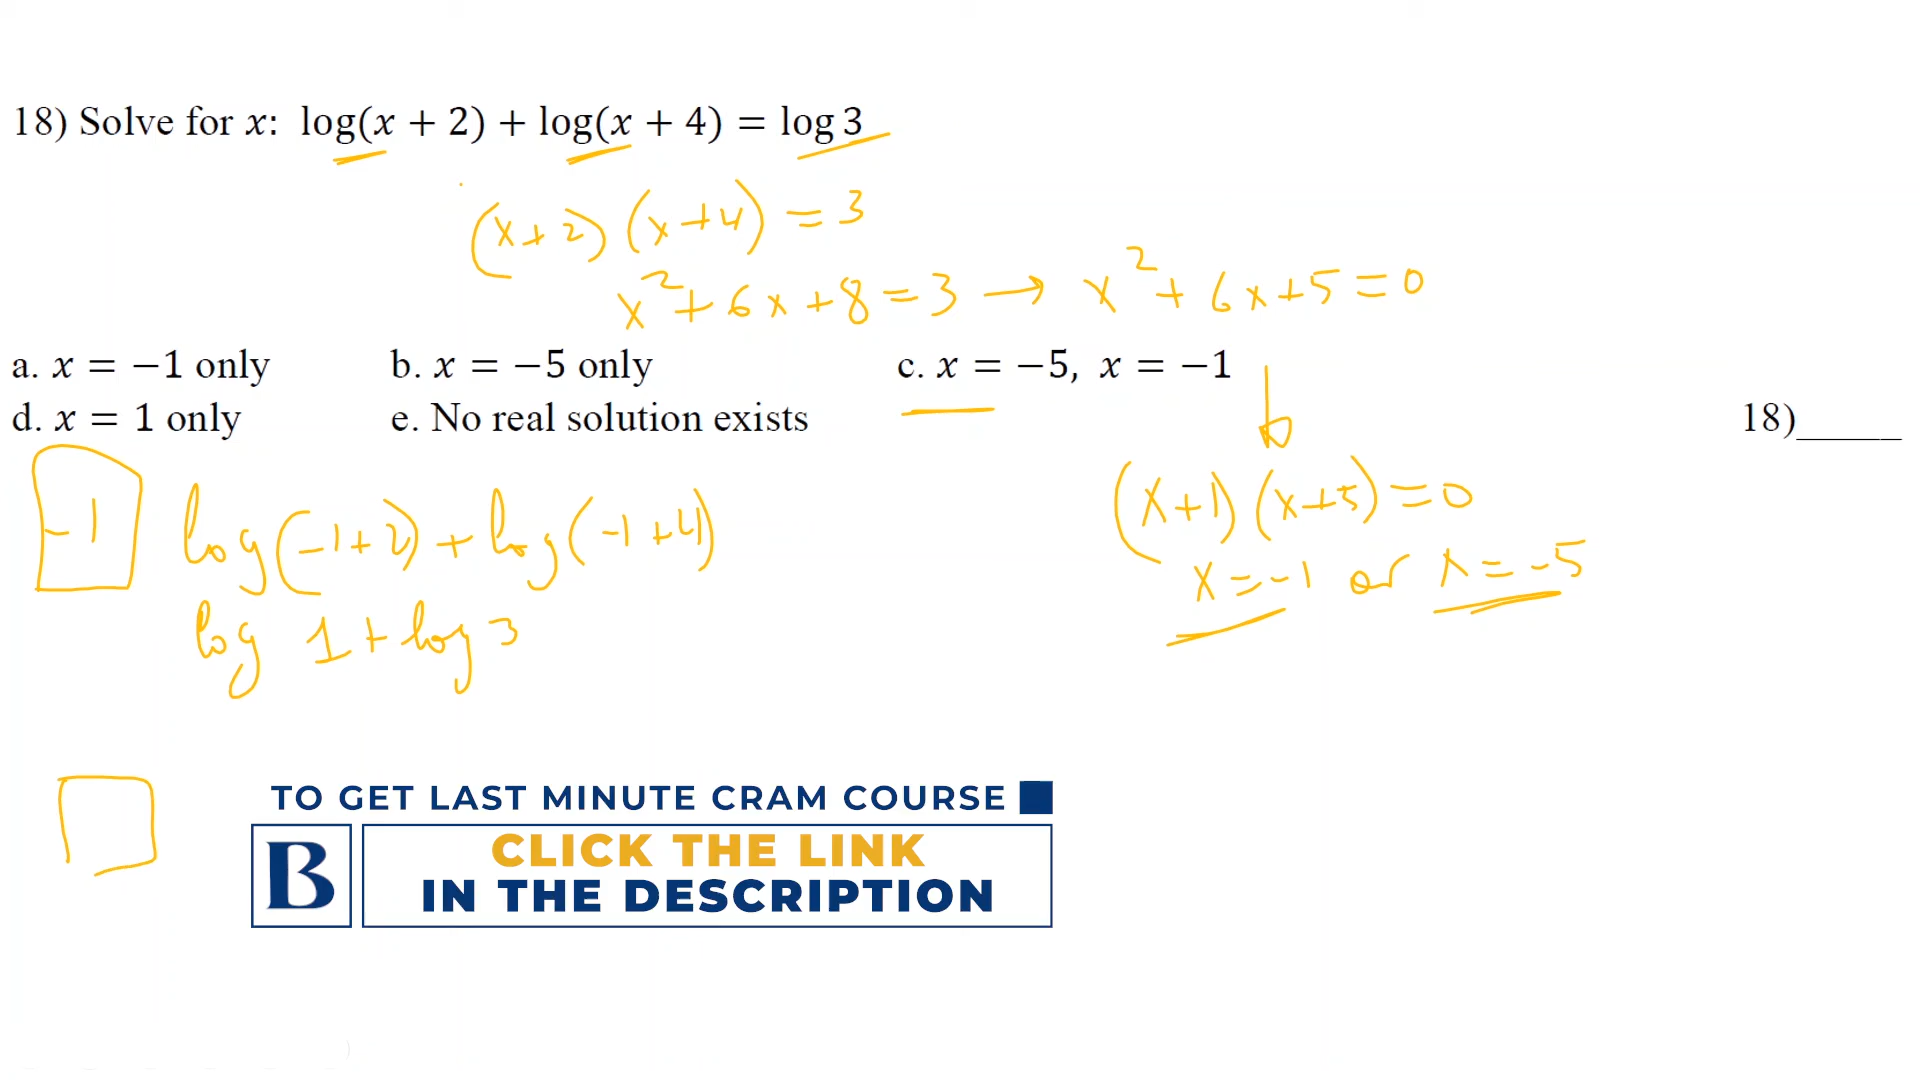 18) Solve for x: log(x + 2) + log(x + 4) = log 3
(x+2) (x+4) = 3
x²+6x+8=3 → x²+6x+5=0
a. x = −1 only b. x = −5 only c. x = −5, x = −1
d. x = 1 only e. No real solution exists 18)_____
(x+1)(x+5)=0
x=-1 or x=-5
-1 log(-1+2)+log(-1+4)
log 1+log 3
TO GET LAST MINUTE CRAM COURSE
B CLICK THE LINK
IN THE DESCRIPTION